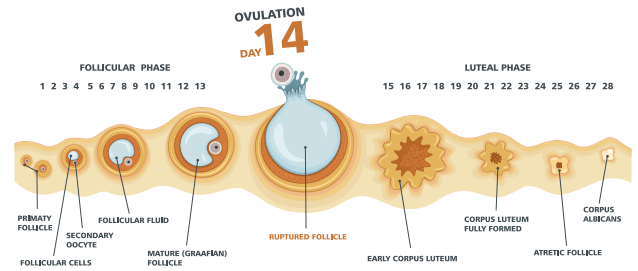 OVULATION
DAY 14
FOLLICULAR PHASE
1 2 3 4 5 6 7 8 9 10 11 12 13
LUTEAL PHASE
15 16 17 18 19 20 21 22 23 24 25 26 27 28
PRIMATY
FOLLICLE
FOLLICULAR CELLS
SECONDARY
OOCYTE
FOLLICULAR FLUID
MATURE (GRAAFIAN)
FOLLICLE
RUPTURED FOLLICLE
EARLY CORPUS LUTEUM
CORPUS LUTEUM
FULLY FORMED
ATRETIC FOLLICLE
CORPUS
ALBICANS